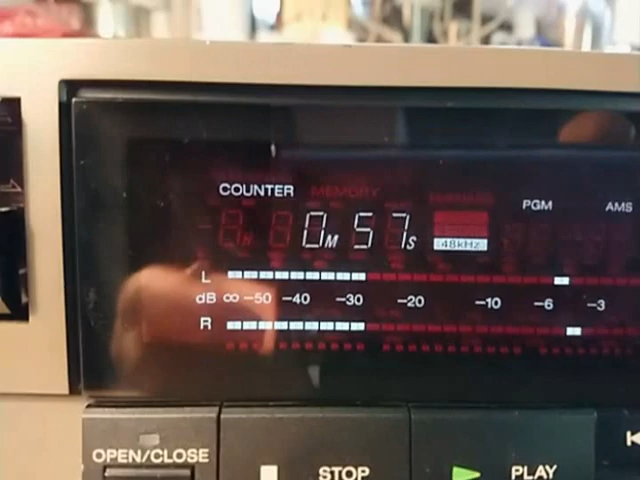 COUNTER MEMORY
PGM AMS
0M 57S
48kHz
L
dB ∞ -50 -40 -30 -20 -10 -6 -3
R
OPEN/CLOSE STOP PLAY